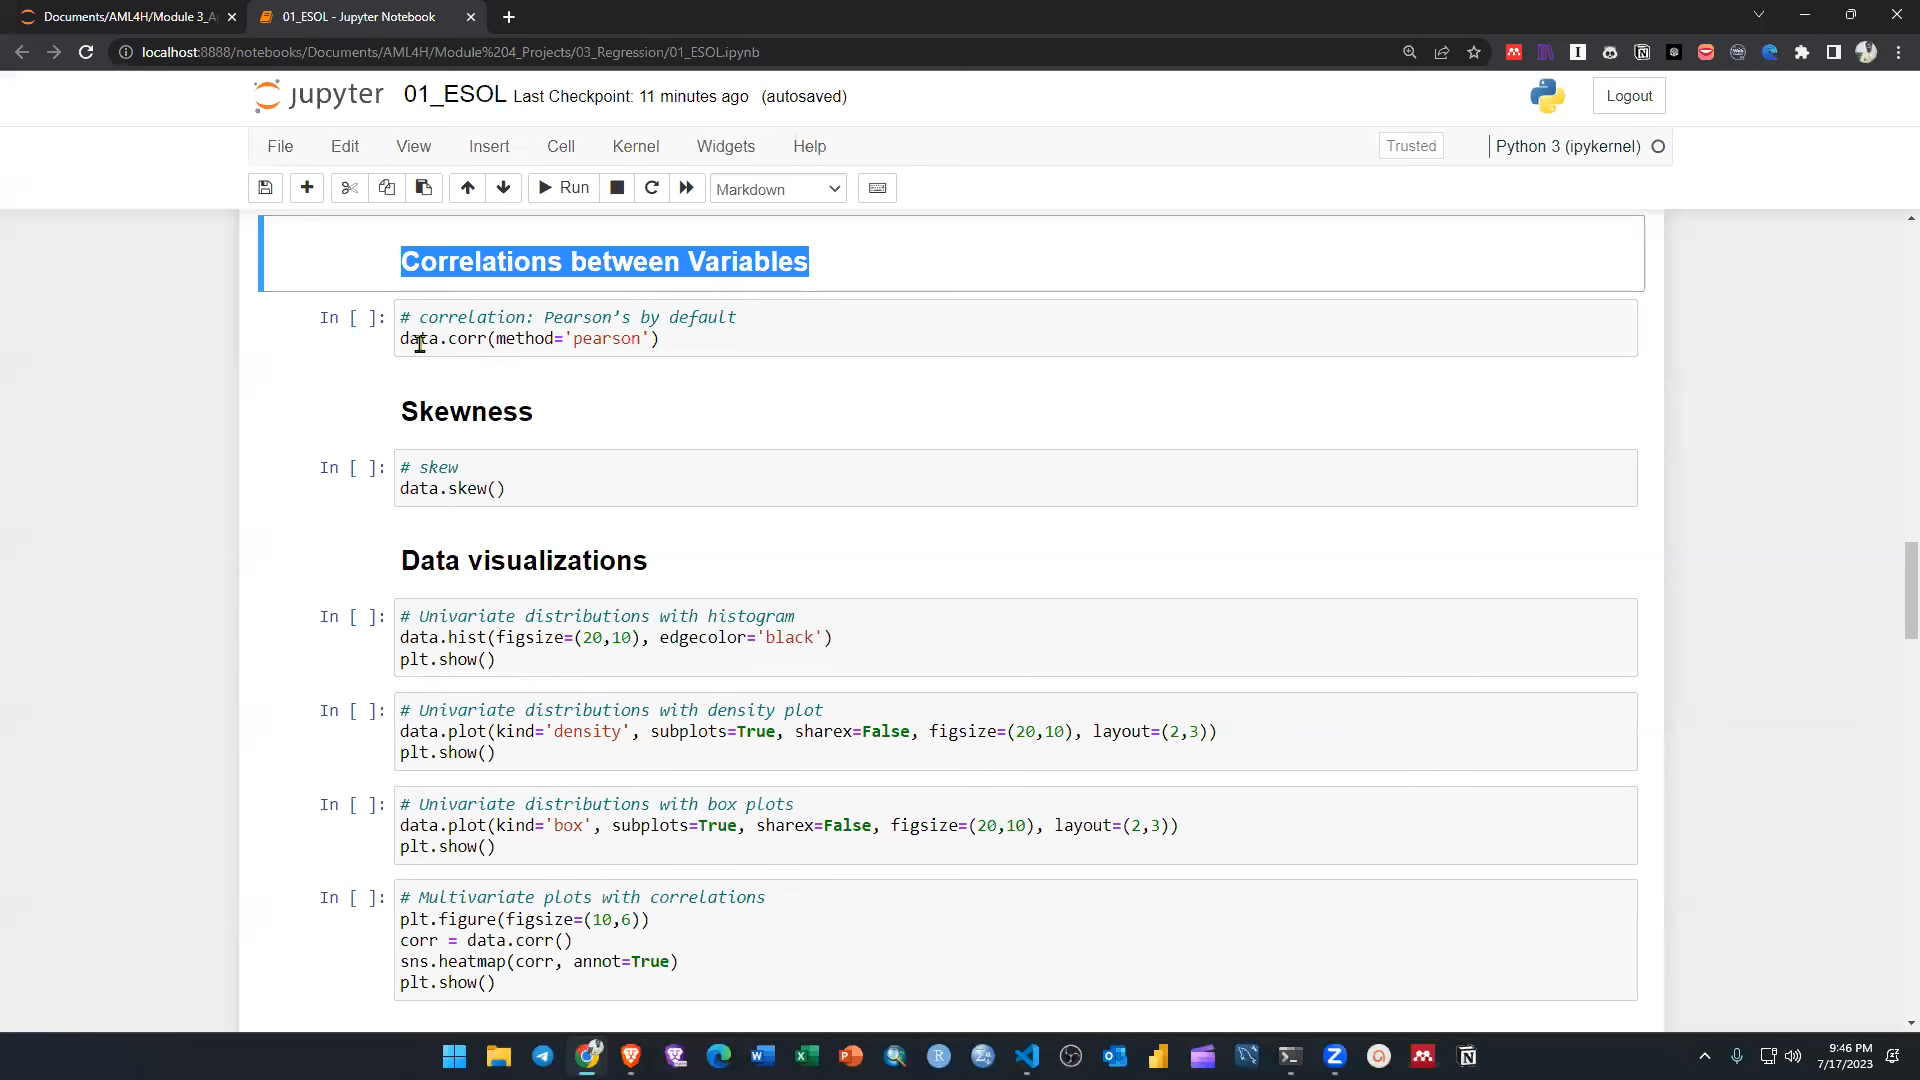 Documents/AML4H/Module 3_A
01_ESOL - Jupyter Notebook
localhost:8888/notebooks/Documents/AML4H/Module%204_Projects/03_Regression/01_ESOL.ipynb
jupyter 01_ESOL Last Checkpoint: 11 minutes ago (autosaved)
Logout
File Edit View Insert Cell Kernel Widgets Help
Trusted
Python 3 (ipykernel)
Run
Markdown
Correlations between Variables
In [ ]: # correlation: Pearson’s by default
data.corr(method='pearson')
Skewness
In [ ]: # skew
data.skew()
Data visualizations
In [ ]: # Univariate distributions with histogram
data.hist(figsize=(20,10), edgecolor='black')
plt.show()
In [ ]: # Univariate distributions with density plot
data.plot(kind='density', subplots=True, sharex=False, figsize=(20,10), layout=(2,3))
plt.show()
In [ ]: # Univariate distributions with box plots
data.plot(kind='box', subplots=True, sharex=False, figsize=(20,10), layout=(2,3))
plt.show()
In [ ]: # Multivariate plots with correlations
plt.figure(figsize=(10,6))
corr = data.corr()
sns.heatmap(corr, annot=True)
plt.show()
9:46 PM
7/17/2023